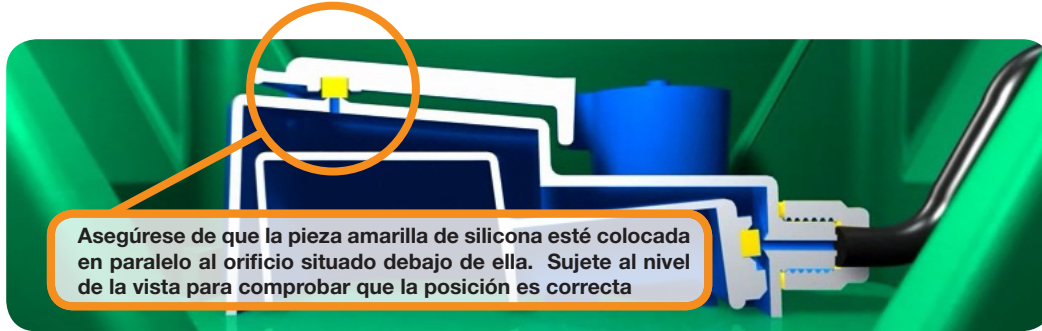 Asegúrese de que la pieza amarilla de silicona esté colocada
en paralelo al orificio situado debajo de ella. Sujete al nivel
de la vista para comprobar que la posición es correcta